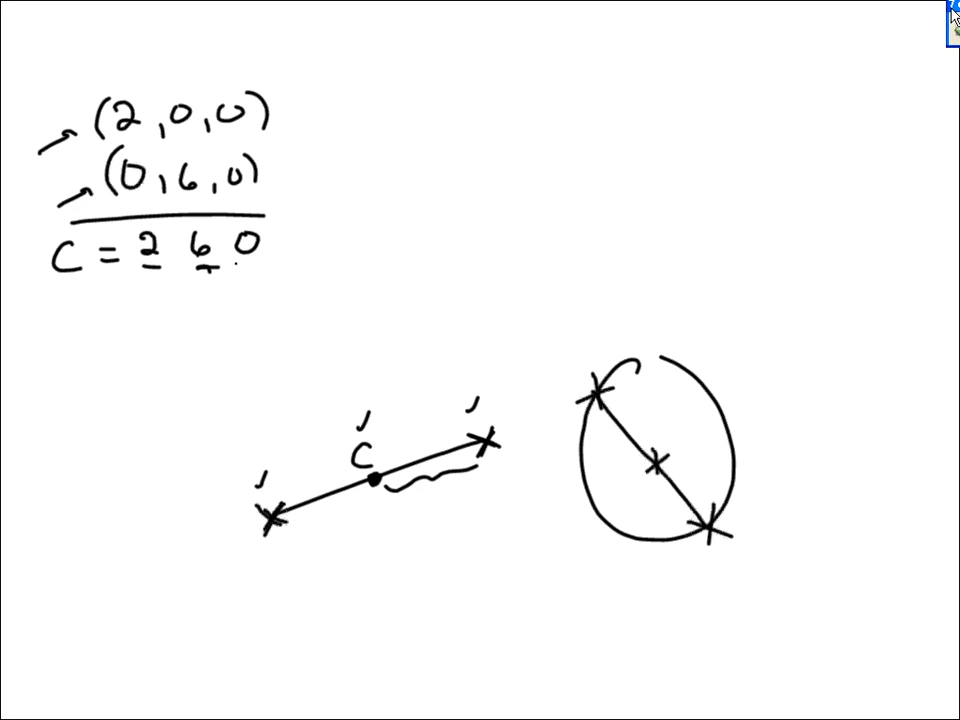 (2,0,0)
(0,6,0)
C = 2 6 0
C